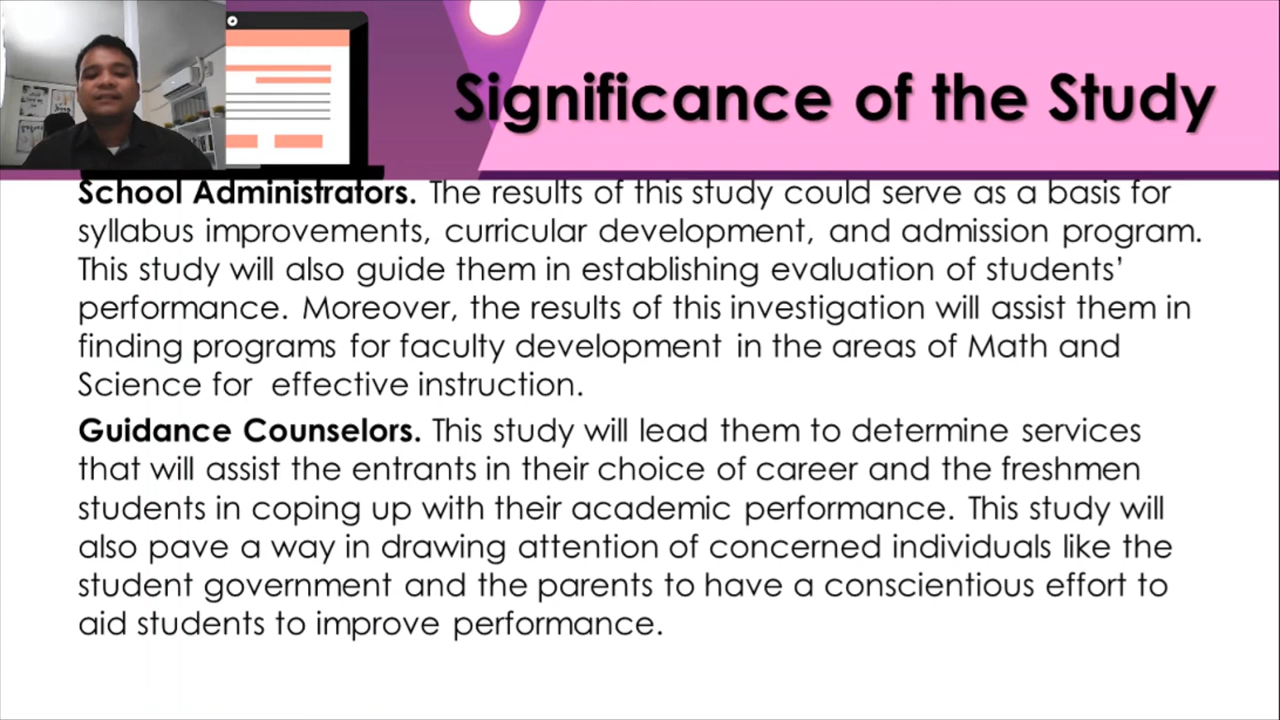 Significance of the Study
School Administrators. The results of this study could serve as a basis for
syllabus improvements, curricular development, and admission program.
This study will also guide them in establishing evaluation of students’
performance. Moreover, the results of this investigation will assist them in
finding programs for faculty development in the areas of Math and
Science for effective instruction.
Guidance Counselors. This study will lead them to determine services
that will assist the entrants in their choice of career and the freshmen
students in coping up with their academic performance. This study will
also pave a way in drawing attention of concerned individuals like the
student government and the parents to have a conscientious effort to
aid students to improve performance.